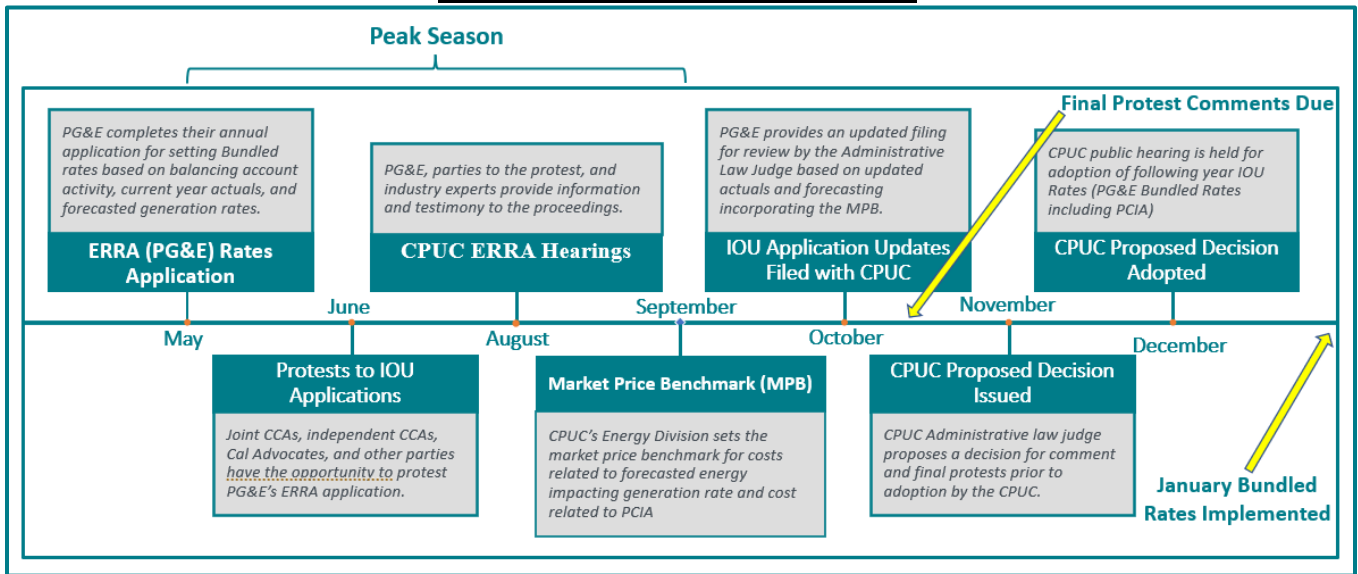 Peak Season
Final Protest Comments Due
PG&E completes their annual
application for setting Bundled
rates based on balancing account
activity, current year actuals, and
forecasted generation rates.
ERRA (PG&E) Rates
Application
PG&E, parties to the protest, and
industry experts provide information
and testimony to the proceedings.
CPUC ERRA Hearings
PG&E provides an updated filing
for review by the Administrative
Law Judge based on updated
actuals and forecasting
incorporating the MPB.
IOU Application Updates
Filed with CPUC
CPUC public hearing is held for
adoption of following year IOU
Rates (PG&E Bundled Rates
including PCIA)
CPUC Proposed Decision
Adopted
May
June
August
September
October
November
December
Protests to IOU
Applications
Joint CCAs, independent CCAs,
Cal Advocates, and other parties
have the opportunity to protest
PG&E's ERRA application.
Market Price Benchmark (MPB)
CPUC's Energy Division sets the
market price benchmark for costs
related to forecasted energy
impacting generation rate and cost
related to PCIA
CPUC Proposed Decision
Issued
CPUC Administrative law judge
proposes a decision for comment
and final protests prior to
adoption by the CPUC.
January Bundled
Rates Implemented